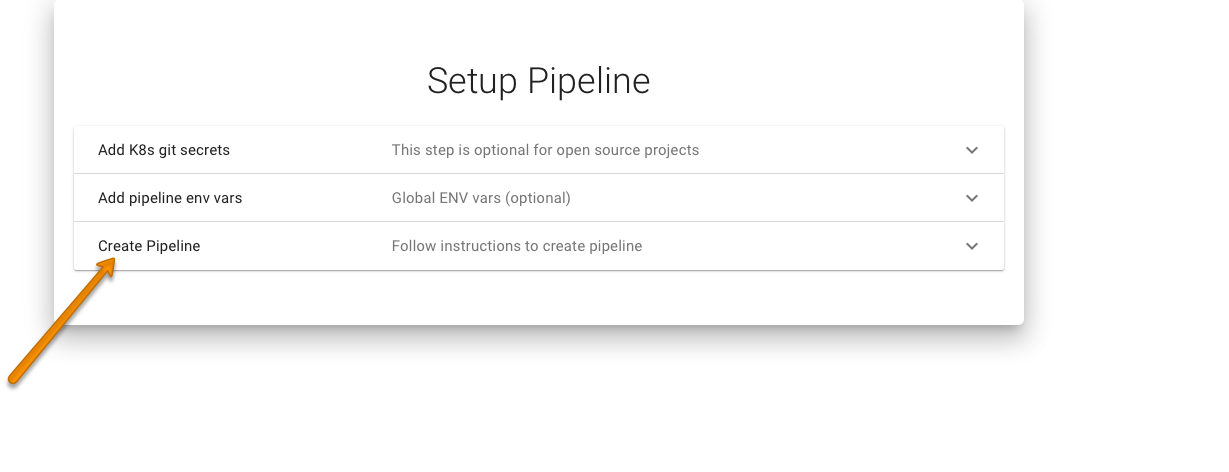 Setup Pipeline
Add K8s git secrets This step is optional for open source projects
Add pipeline env vars Global ENV vars (optional)
Create Pipeline Follow instructions to create pipeline